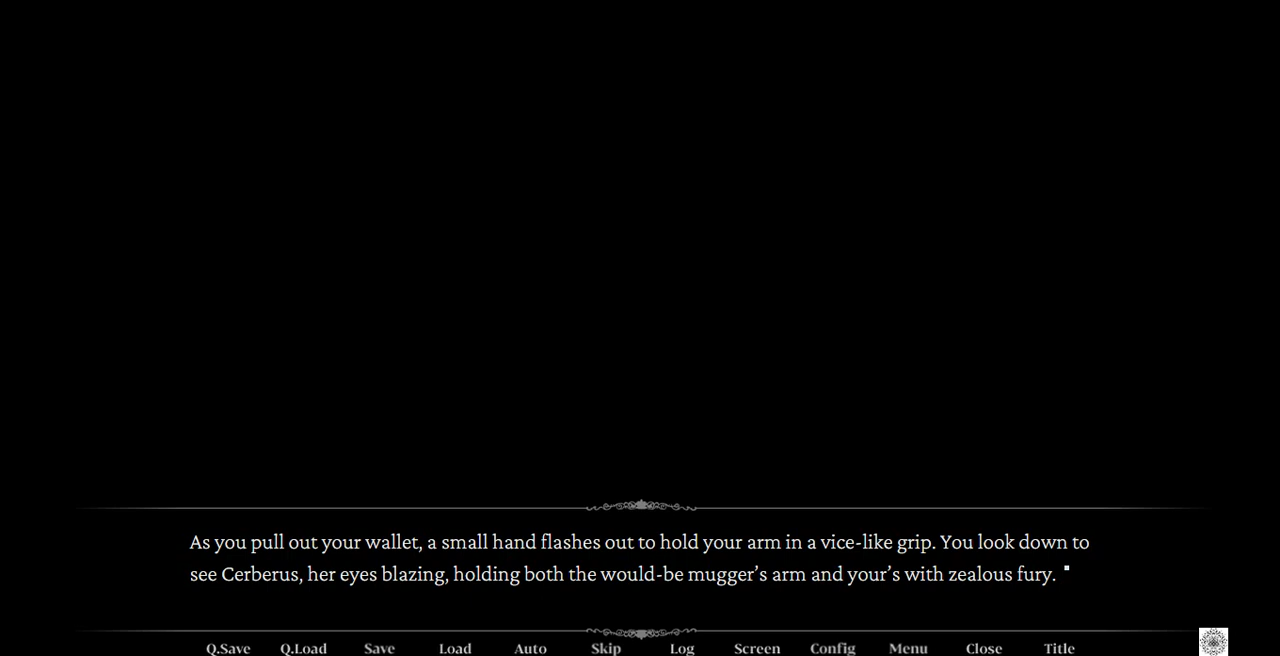 As you pull out your wallet, a small hand flashes out to hold your arm in a vice-like grip. You look down to
see Cerberus, her eyes blazing, holding both the would-be mugger’s arm and your’s with zealous fury.
Q.Save Q.Load Save Load Auto Skip Log Screen Config Menu Close Title